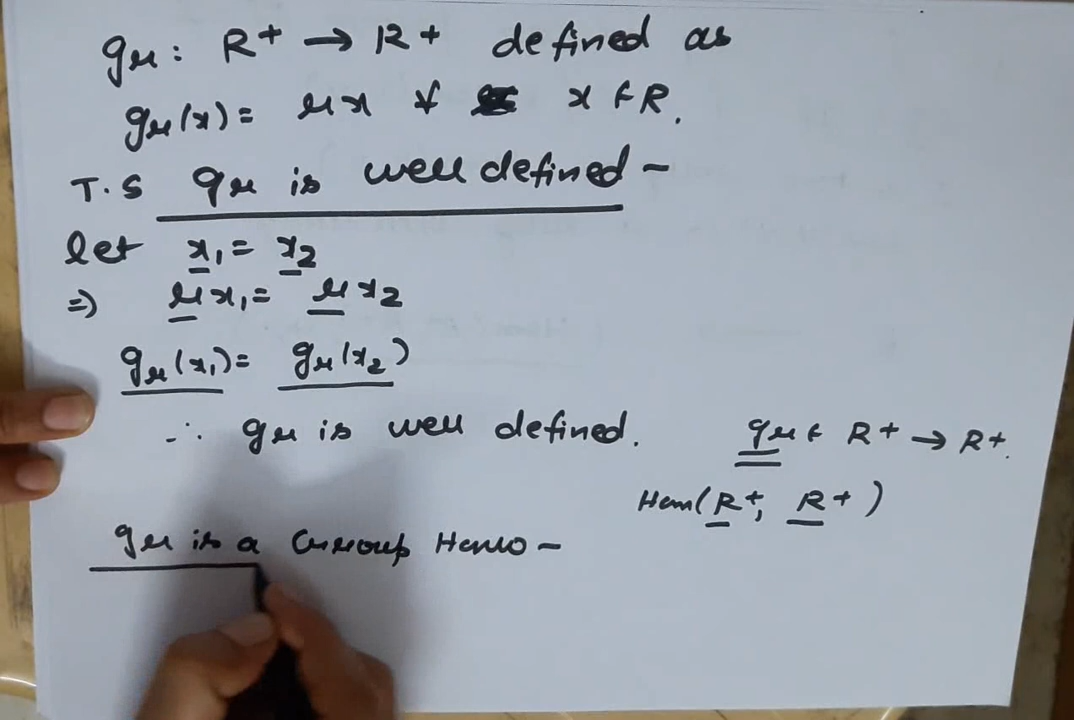 gr: R+ → R+ defined as
gr(x) = rx ∀ x ∈ R.
T.S gr is well defined -
let x1 = x2
⇒) rx1 = rx2
gr(x1) = gr(x2)
∴ gr is well defined.
gr ∈ R+ → R+.
Hom(R+, R+)
gr is a Group Homo -